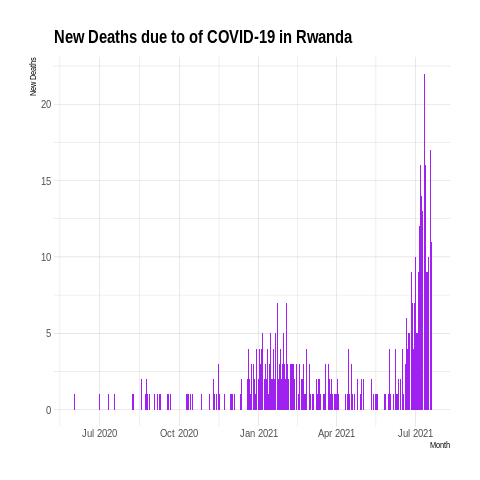 New Deaths due to of COVID-19 in Rwanda
New Deaths
20
15
10
5
0
Jul 2020 Oct 2020 Jan 2021 Apr 2021 Jul 2021
Month